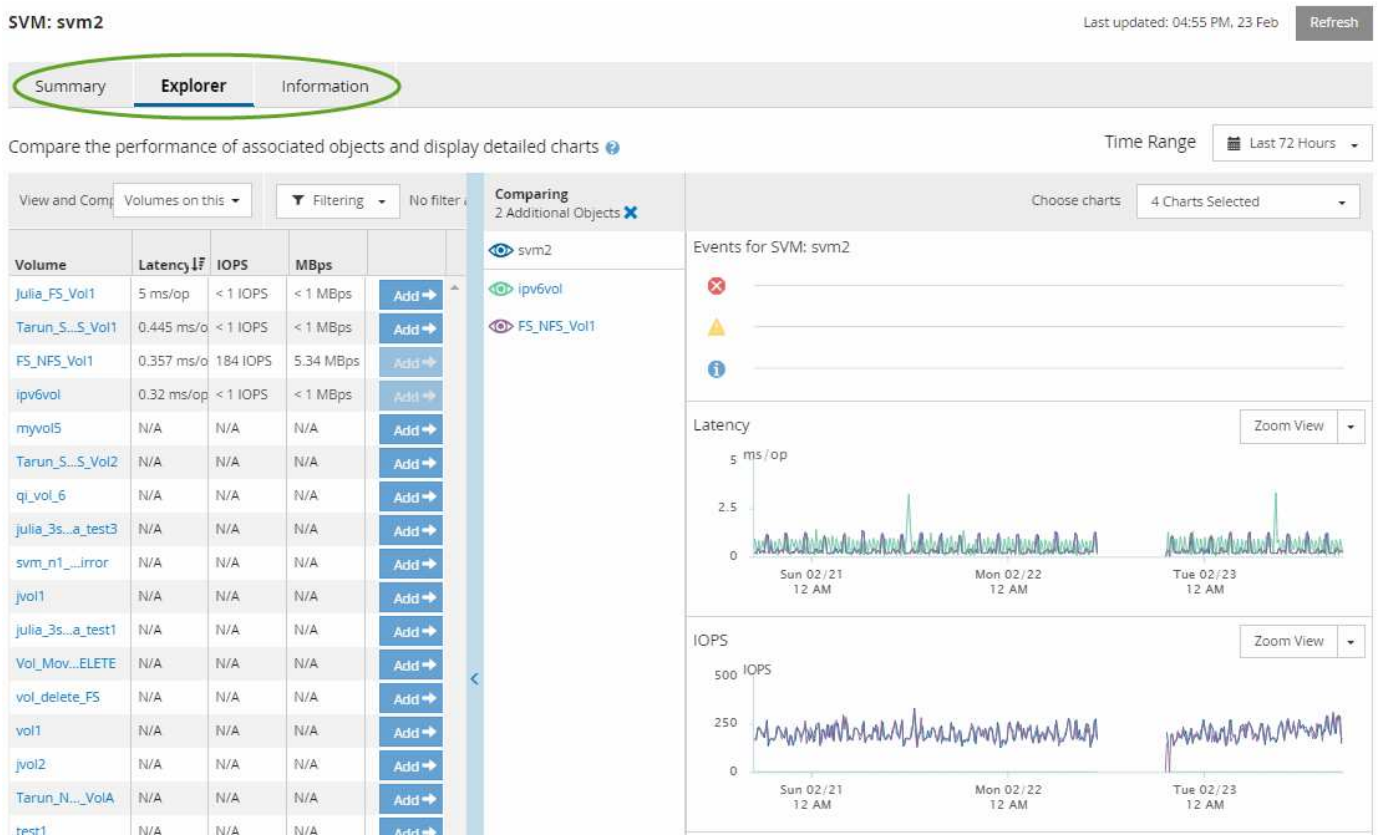 SVM: svm2
Last updated: 04:55 PM, 23 Feb Refresh
Summary Explorer Information
Compare the performance of associated objects and display detailed charts ?
Time Range Last 72 Hours
View and Comp Volumes on this Filtering No filter
Comparing
2 Additional Objects
Choose charts 4 Charts Selected
svm2
ipv6vol
FS_NFS_Vol1
Volume Latency IOPS MBps
Julia_FS_Vol1 5 ms/op < 1 IOPS < 1 MBps Add
Tarun_S...S_Vol1 0.445 ms/o < 1 IOPS < 1 MBps Add
FS_NFS_Vol1 0.357 ms/o 184 IOPS 5.34 MBps Add
ipv6vol 0.32 ms/op < 1 IOPS < 1 MBps Add
myvol5 N/A N/A N/A Add
Tarun_S...S_Vol2 N/A N/A N/A Add
qi_vol_6 N/A N/A N/A Add
julia_3s...a_test3 N/A N/A N/A Add
svm_n1_...irror N/A N/A N/A Add
jvol1 N/A N/A N/A Add
julia_3s...a_test1 N/A N/A N/A Add
Vol_Mov...ELETE N/A N/A N/A Add
vol_delete_FS N/A N/A N/A Add
vol1 N/A N/A N/A Add
jvol2 N/A N/A N/A Add
Tarun_N..._VolA N/A N/A N/A Add
test1 N/A N/A N/A Add
Events for SVM: svm2
Latency Zoom View
5 ms/op
2.5
0
Sun 02/21 Mon 02/22 Tue 02/23
12 AM 12 AM 12 AM
IOPS Zoom View
500 IOPS
250
0
Sun 02/21 Mon 02/22 Tue 02/23
12 AM 12 AM 12 AM